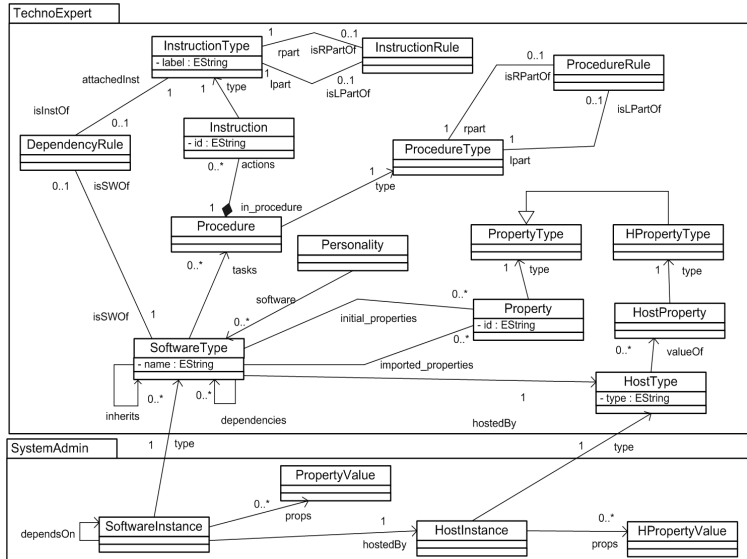 TechnoExpert
InstructionType
- label : EString
1
rpart
0..1
isRPartOf
InstructionRule
1
lpart
0..1
isLPartOf
attachedInst
1
1
type
isInstOf
0..1
DependencyRule
Instruction
- id : EString
0..*
actions
0..1
isRPartOf
ProcedureRule
0..1
isLPartOf
1
rpart
1
lpart
ProcedureType
1
type
0..1
isSWOf
1
in_procedure
Procedure
0..*
tasks
Personality
software
0..*
PropertyType
HPropertyType
1
type
1
type
isSWOf
1
initial_properties
0..*
Property
- id : EString
0..*
imported_properties
HostProperty
0..*
valueOf
SoftwareType
- name : EString
inherits
0..*
0..*
dependencies
1
hostedBy
HostType
- type : EString
1
type
1
type
SystemAdmin
PropertyValue
0..*
props
dependsOn
SoftwareInstance
1
hostedBy
HostInstance
0..*
props
HPropertyValue